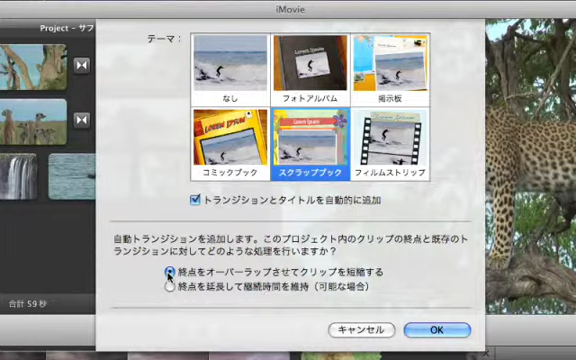 iMovie
Project - サフ
テーマ：
なし
フォトアルバム
掲示板
コミックブック
スクラップブック
フィルムストリップ
トランジションとタイトルを自動的に追加
自動トランジションを追加します。このプロジェクト内のクリップの終点と既存のト
ランジションに対してどのような処理を行いますか？
終点をオーバーラップさせてクリップを短縮する
終点を延長して継続時間を維持（可能な場合）
合計 59 秒
キャンセル
OK